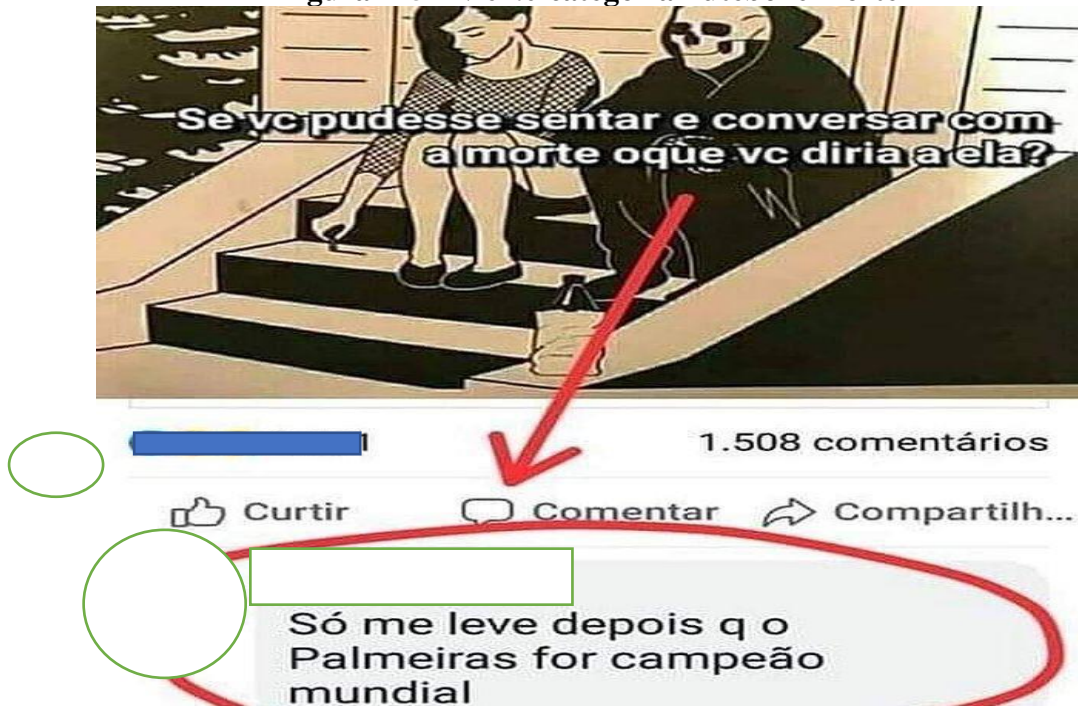 Se vc pudesse sentar e conversar com
a morte oque vc diria a ela?
1.508 comentários
Curtir
Comentar
Compartilh...
Só me leve depois q o
Palmeiras for campeão
mundial